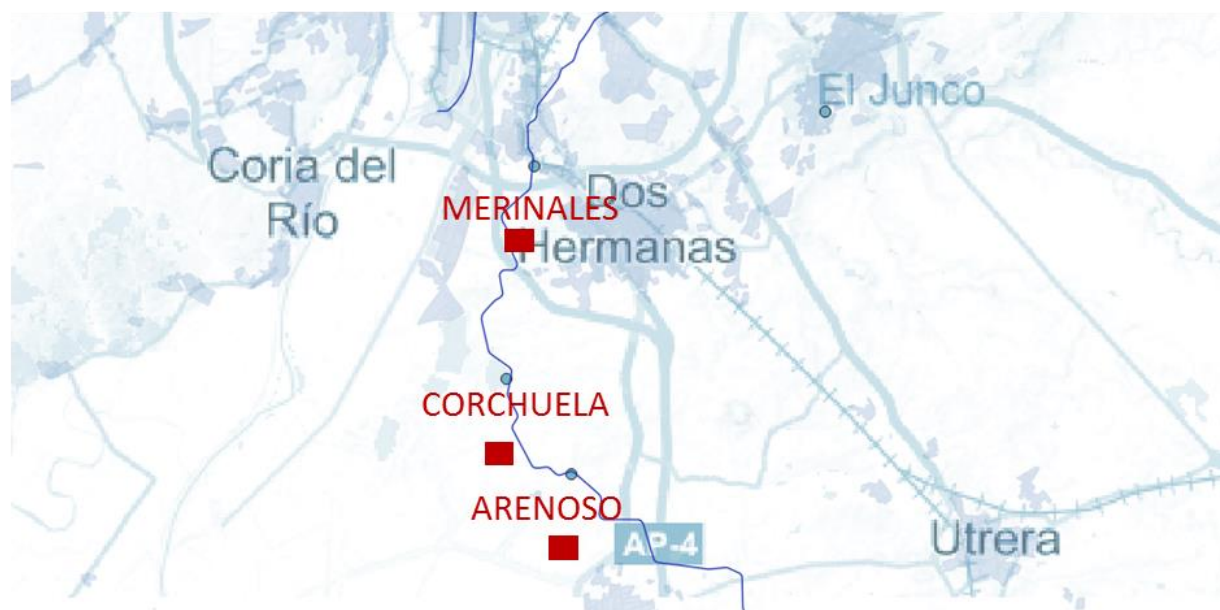 El Junco
Coria del
Río
Dos
Hermanas
MERINALES
CORCHUELA
ARENOSO
AP-4
Utrera